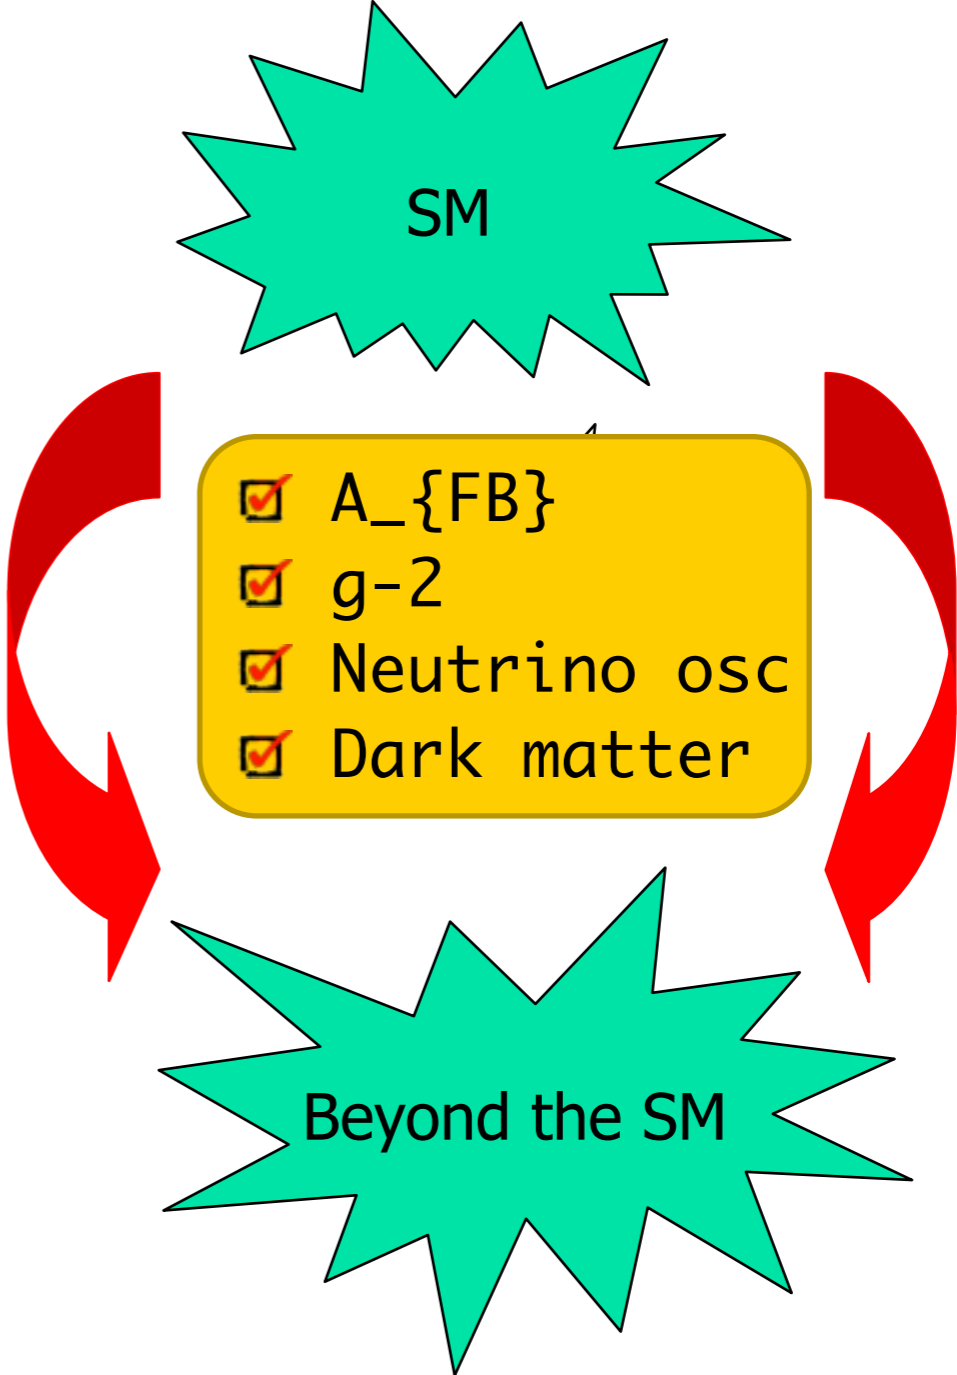 SM
A_{FB}
g-2
Neutrino osc
Dark matter
Beyond the SM